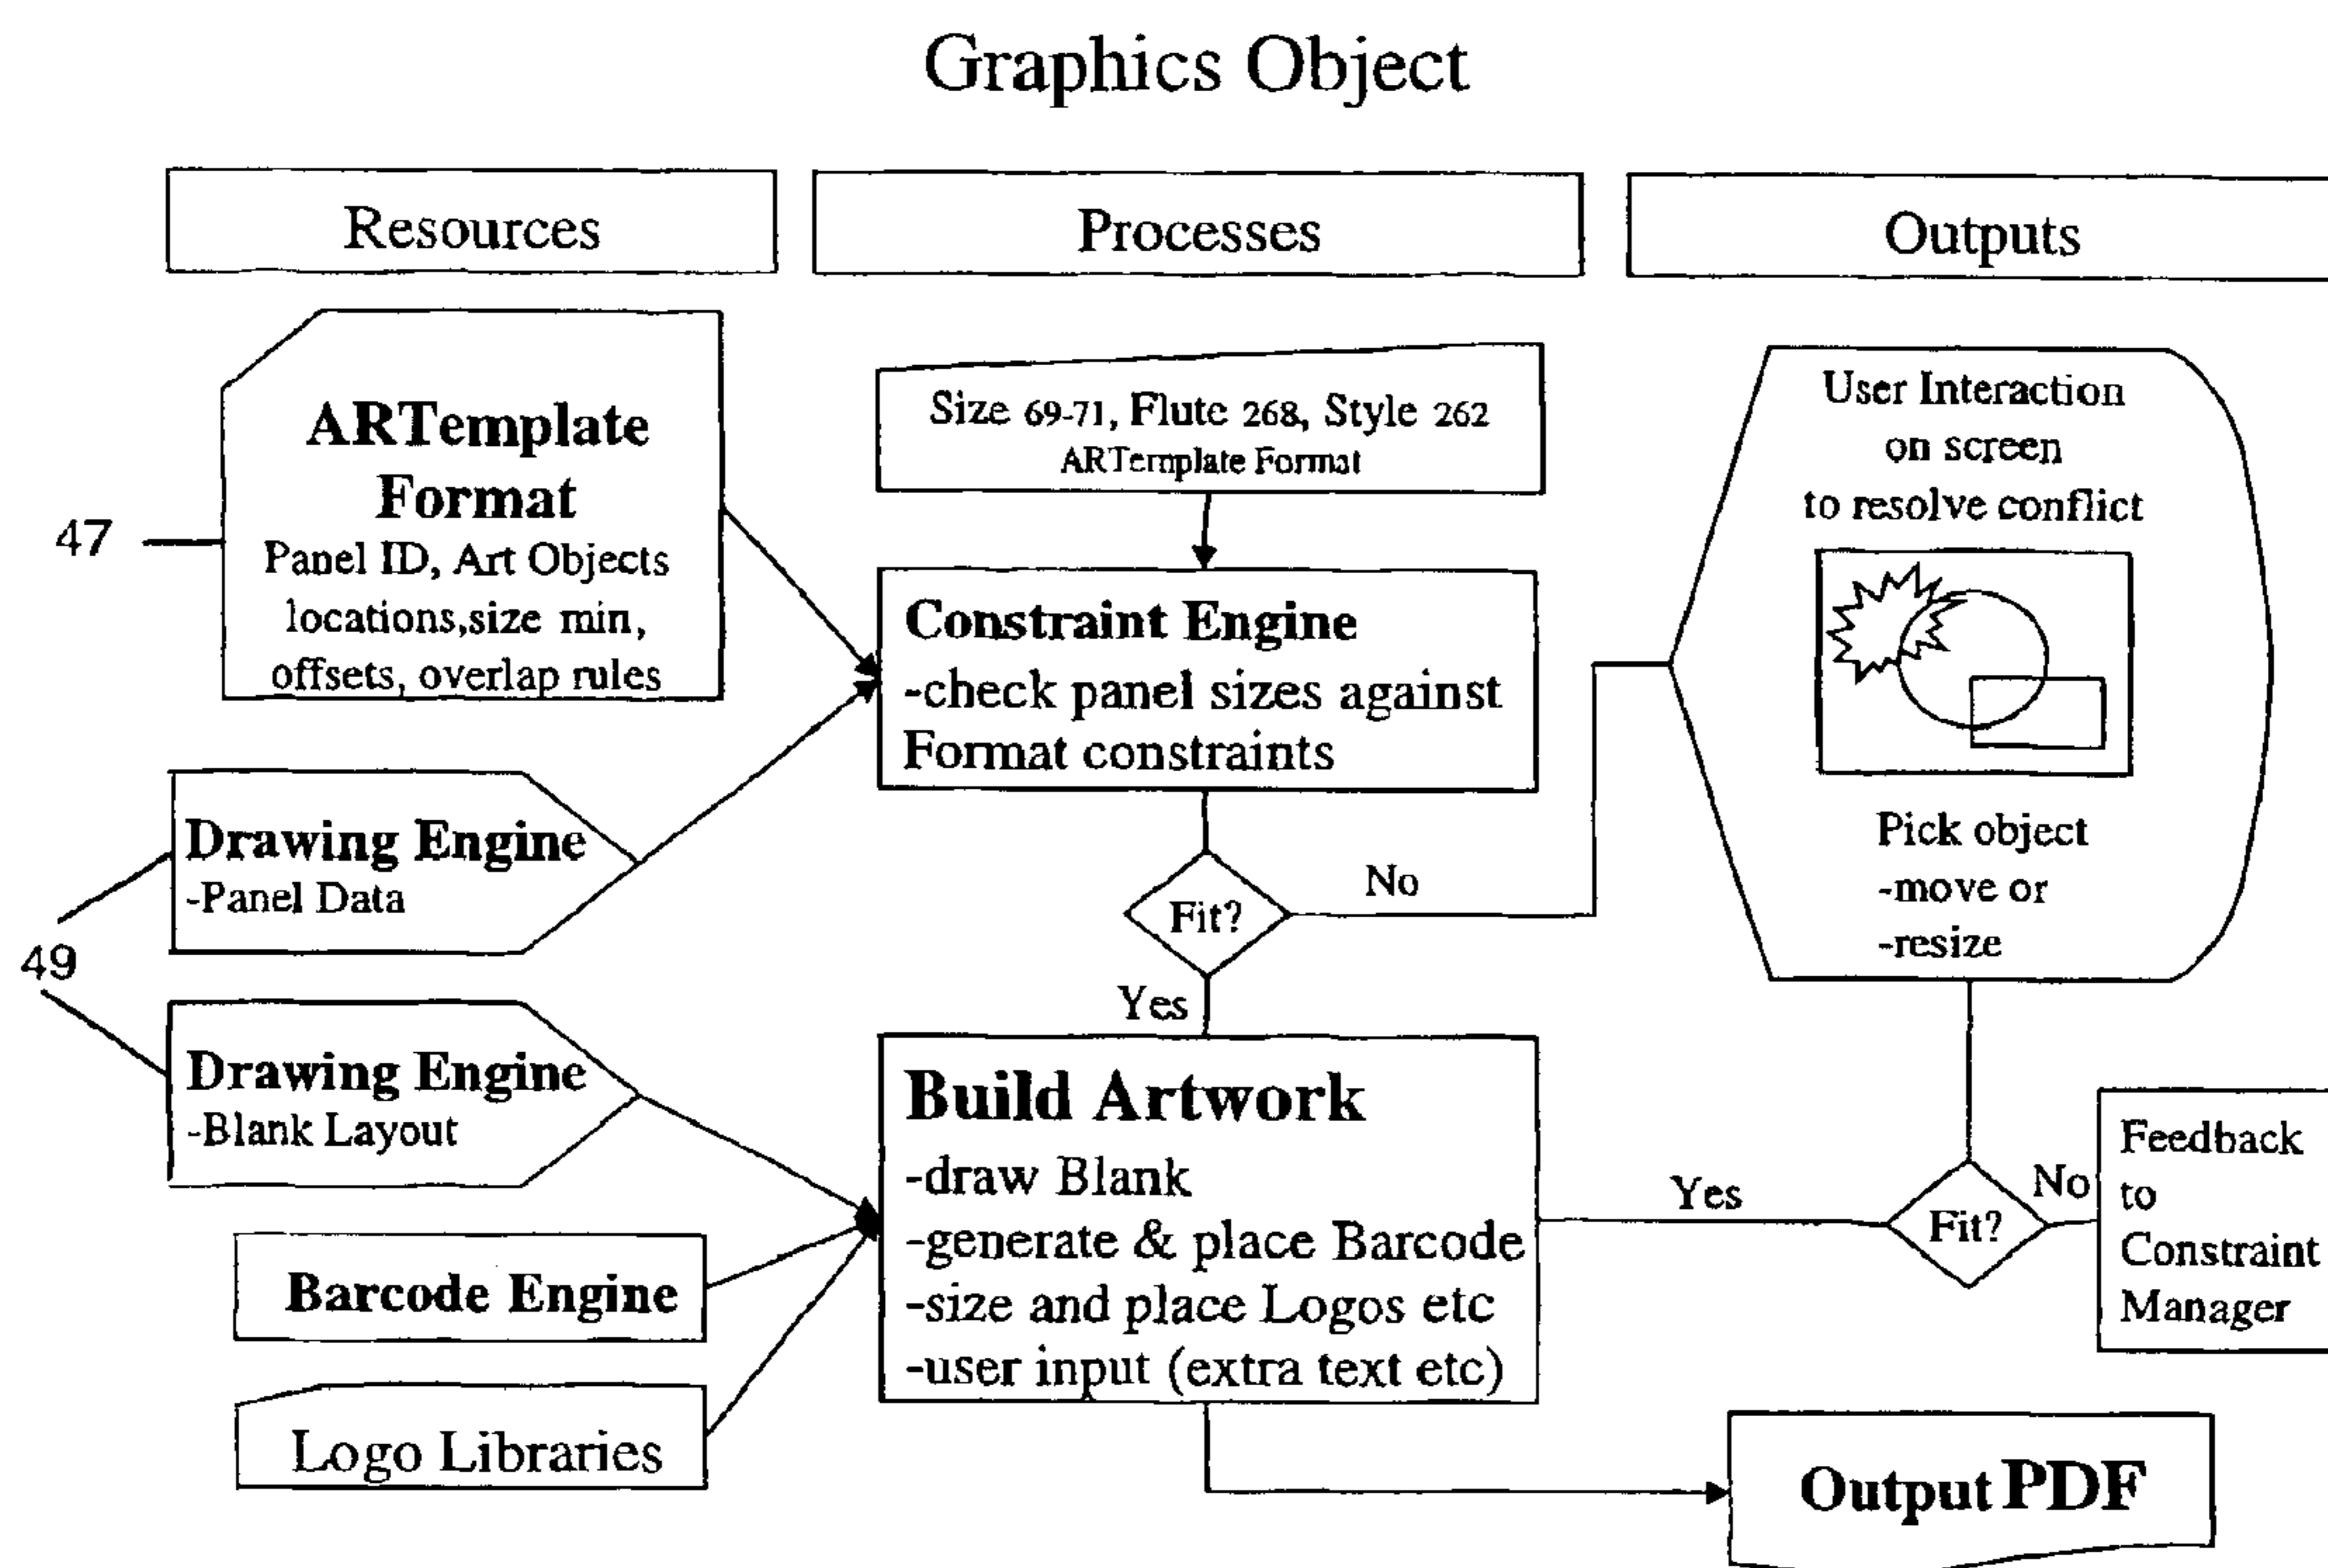 Graphics Object
Resources
Processes
Outputs
ARTemplate
Format
Panel ID, Art Objects
locations,size min,
offsets, overlap rules
47
Drawing Engine
-Panel Data
49
Drawing Engine
-Blank Layout
Barcode Engine
Logo Libraries
Size 69-71, Flute 268, Style 262
ARTemplate Format
Constraint Engine
-check panel sizes against
Format constraints
Fit?
No
Yes
Build Artwork
-draw Blank
-generate & place Barcode
-size and place Logos etc
-user input (extra text etc)
User Interaction
on screen
to resolve conflict
Pick object
-move or
-resize
Yes
Fit?
No
Feedback
to
Constraint
Manager
Output PDF